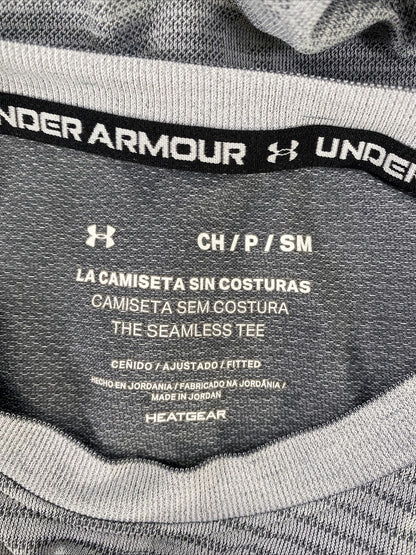 NDER ARMOUR UNDER
CH / P / SM
LA CAMISETA SIN COSTURAS
CAMISETA SEM COSTURA
THE SEAMLESS TEE
CEÑIDO / AJUSTADO / FITTED
HECHO EN JORDANIA / FABRICADO NA JORDÂNIA /
MADE IN JORDAN
HEATGEAR